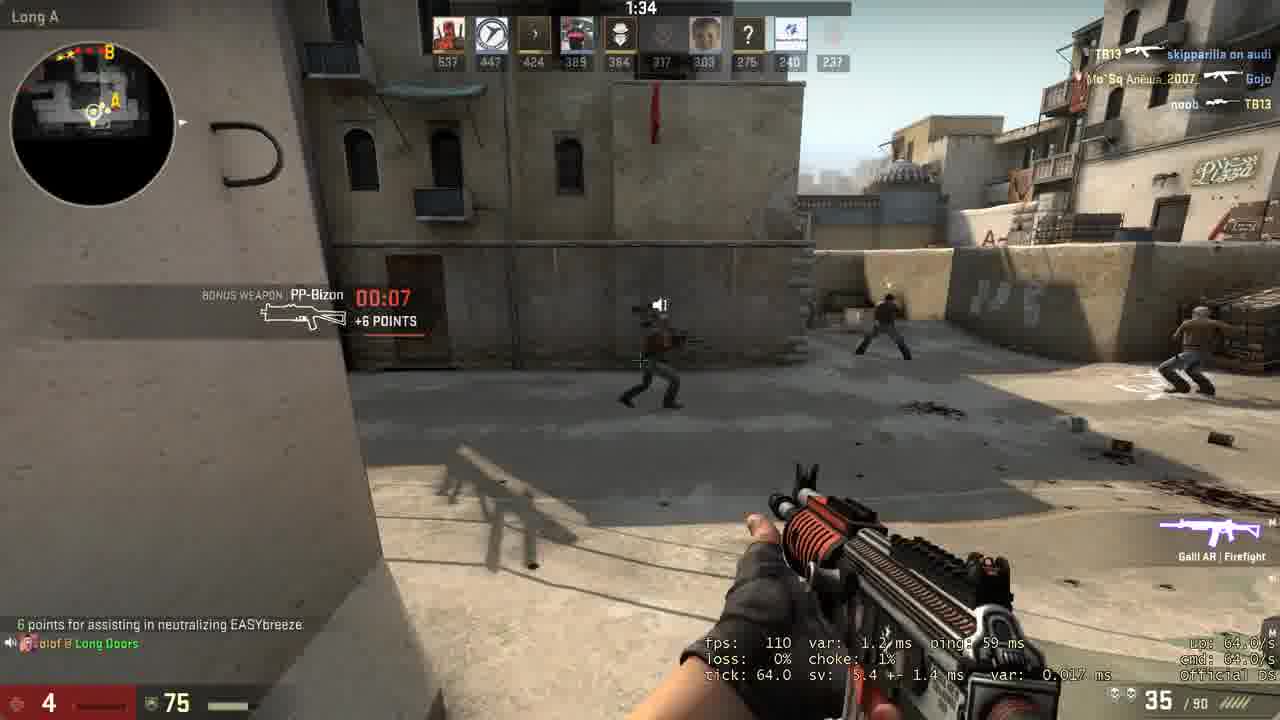 Long A
1:34
B
A
537 447 424 389 384 317 303 275 240 237
?
TB13 skipparilla on audi
Mo`Sq Алёша_2007 Gojo
noob TB13
Pizza
BONUS WEAPON PP-Bizon 00:07
+6 POINTS
A
Galil AR | Firefight
6 points for assisting in neutralizing EASYbreeze
olof @ Long Doors
fps: 110 var: 1.2 ms ping: 59 ms
loss: 0% choke: 1%
tick: 64.0 sv: 5.4 +- 1.4 ms var: 0.017 ms
up: 64.0/s
cmd: 64.0/s
Official DS
4 75
35 / 90